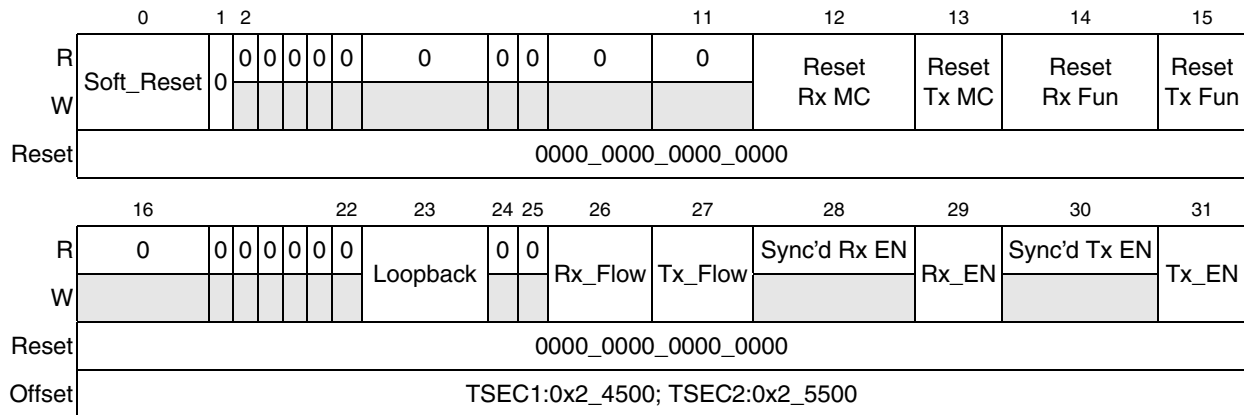 0 1 2 11 12 13 14 15
R Soft_Reset 0 0 0 0 0 0 0 0 0 0 0 Reset Rx MC Reset Tx MC Reset Rx Fun Reset Tx Fun
W
Reset 0000_0000_0000_0000
16 22 23 24 25 26 27 28 29 30 31
R 0 0 0 0 0 0 0 Loopback 0 0 Rx_Flow Tx_Flow Sync'd Rx EN Rx_EN Sync'd Tx EN Tx_EN
W
Reset 0000_0000_0000_0000
Offset TSEC1:0x2_4500; TSEC2:0x2_5500